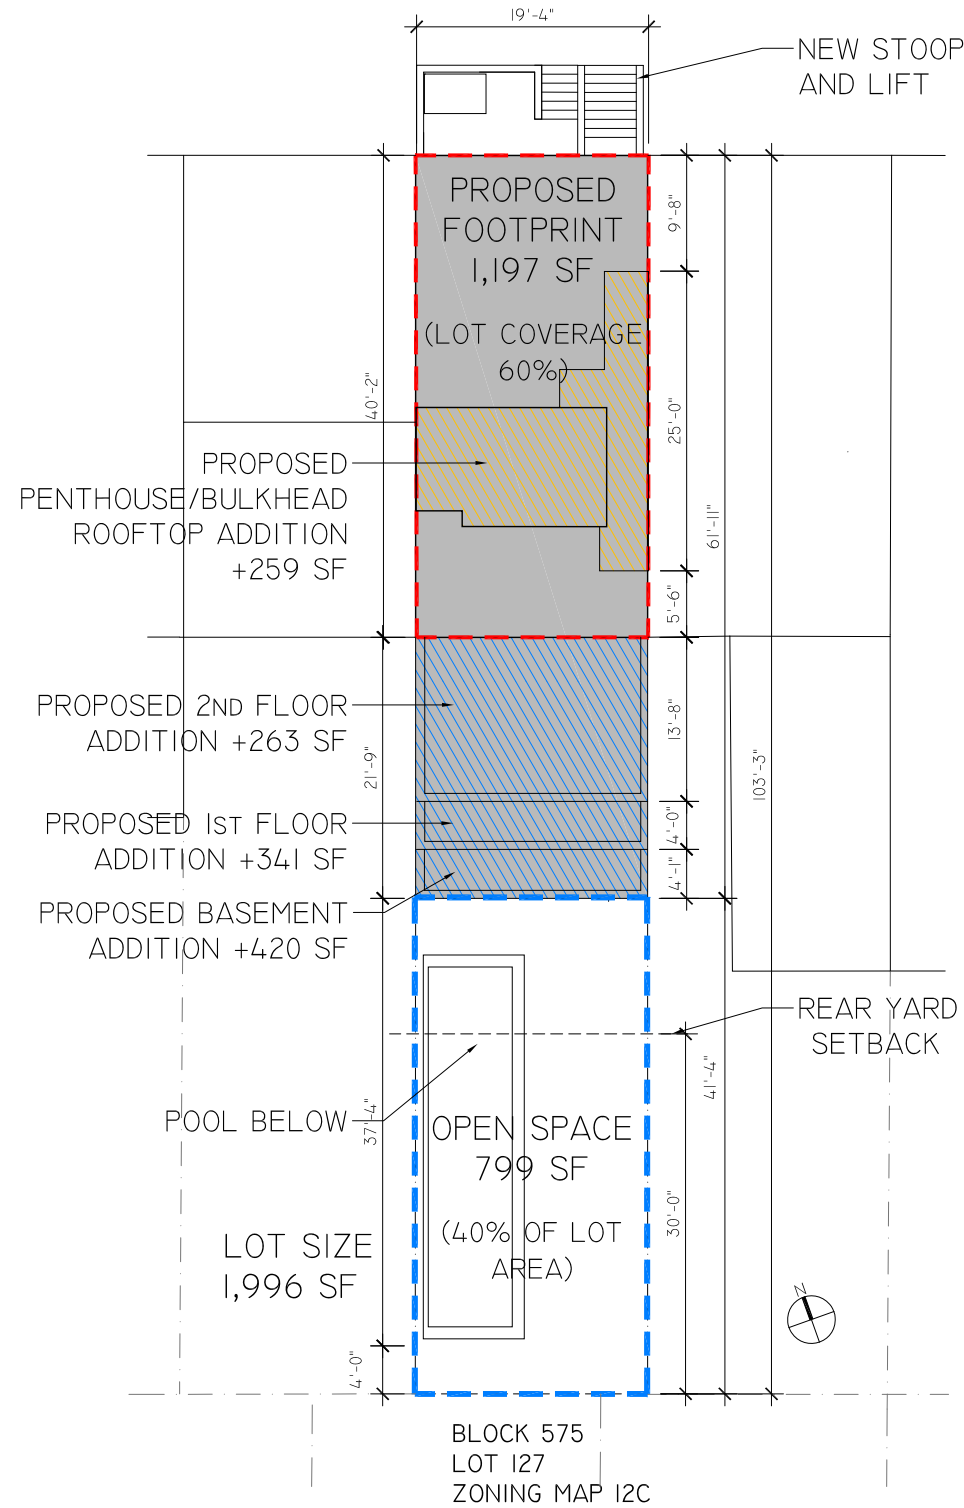 19'-4"
NEW STOOP
AND LIFT
PROPOSED
FOOTPRINT
1,197 SF
(LOT COVERAGE
60%)
9'-8"
40'-2"
25'-0"
PROPOSED
PENTHOUSE/BULKHEAD
ROOFTOP ADDITION
+259 SF
61'-11"
5'-6"
PROPOSED 2ND FLOOR
ADDITION +263 SF
13'-8"
21'-9"
103'-3"
PROPOSED 1ST FLOOR
ADDITION +341 SF
4'-0"
4'-1"
PROPOSED BASEMENT
ADDITION +420 SF
REAR YARD
SETBACK
41'-4"
POOL BELOW
37'-4"
OPEN SPACE
799 SF
(40% OF LOT
AREA)
30'-0"
LOT SIZE
1,996 SF
N
4'-0"
BLOCK 575
LOT 127
ZONING MAP 12C